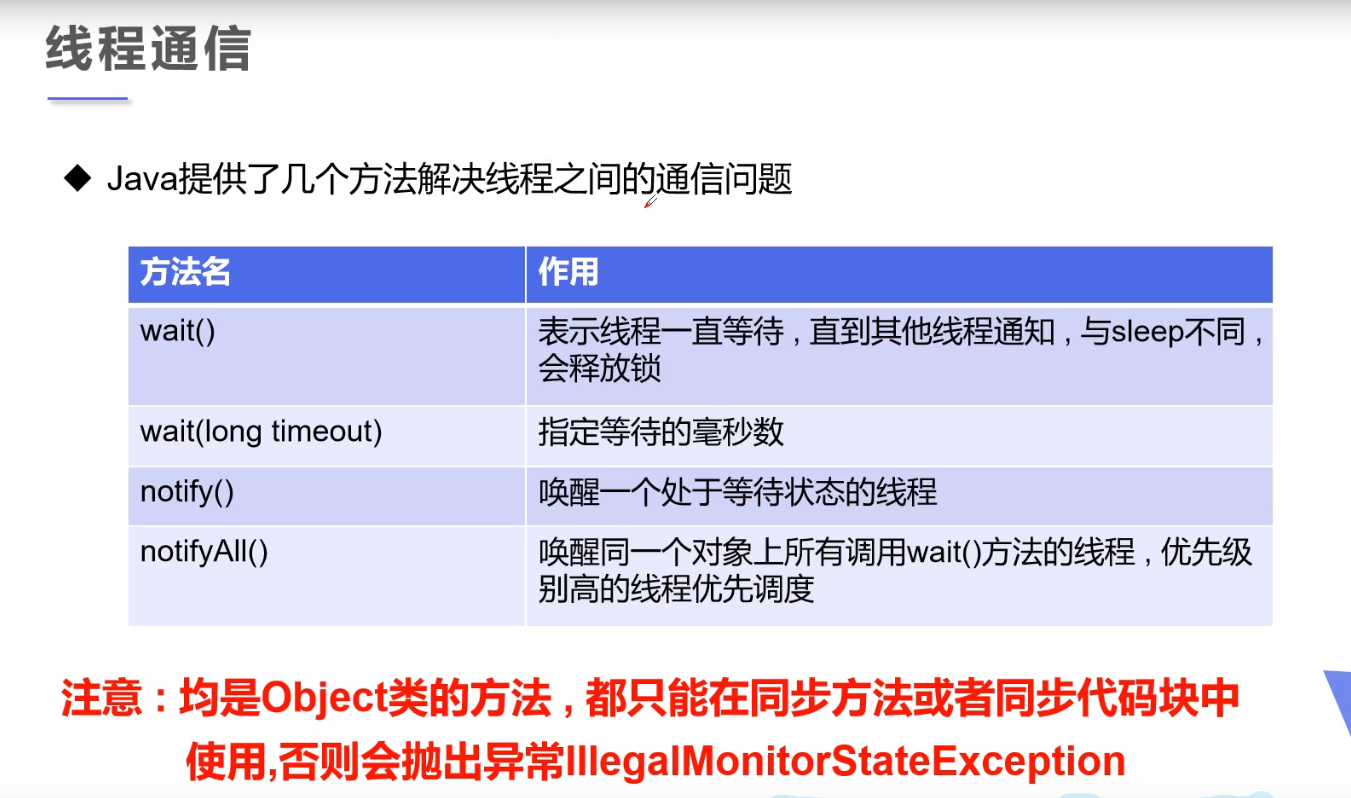 线程通信
◆ Java提供了几个方法解决线程之间的通信问题
方法名 作用
wait() 表示线程一直等待，直到其他线程通知，与sleep不同，
会释放锁
wait(long timeout) 指定等待的毫秒数
notify() 唤醒一个处于等待状态的线程
notifyAll() 唤醒同一个对象上所有调用wait()方法的线程，优先级
别高的线程优先调度
注意：均是Object类的方法，都只能在同步方法或者同步代码块中
使用,否则会抛出异常IllegalMonitorStateException